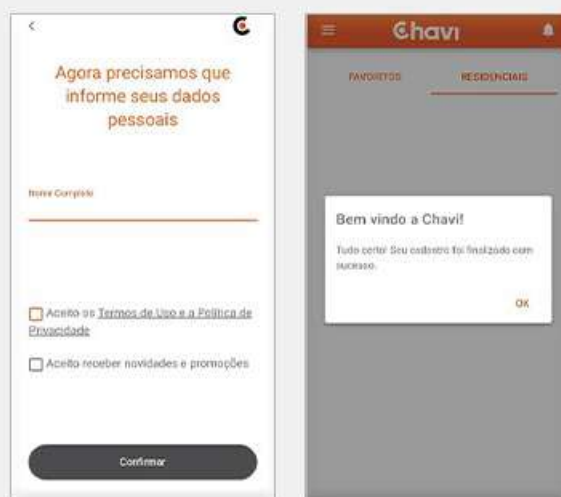 Agora precisamos que
informe seus dados
pessoais
Nome Completo
Aceito os Termos de Uso e a Política de
Privacidade
Aceito receber novidades e promoções
Confirmar
Chavi
FAVORITOS RESIDENCIAIS
Bem vindo a Chavi!
Tudo certo! Seu cadastro foi finalizado com
sucesso.
OK